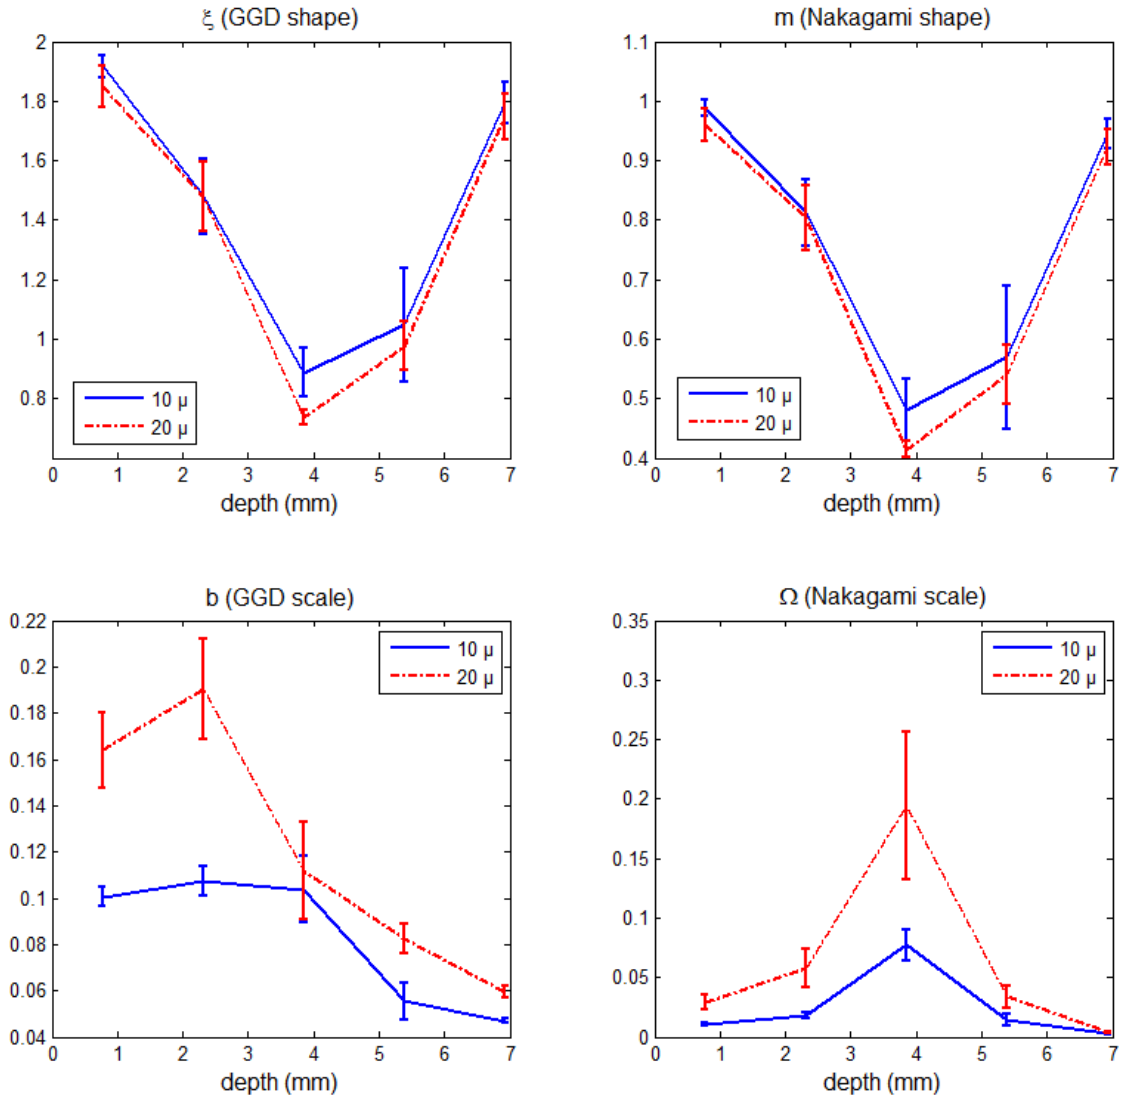 ξ (GGD shape)
2
1.8
1.6
1.4
1.2
1
0.8
10 μ
20 μ
0 1 2 3 4 5 6 7
depth (mm)
m (Nakagami shape)
1.1
1
0.9
0.8
0.7
0.6
0.5
0.4
10 μ
20 μ
0 1 2 3 4 5 6 7
depth (mm)
b (GGD scale)
0.22
0.2
0.18
0.16
0.14
0.12
0.1
0.08
0.06
0.04
10 μ
20 μ
0 1 2 3 4 5 6 7
depth (mm)
Ω (Nakagami scale)
0.35
0.3
0.25
0.2
0.15
0.1
0.05
0
10 μ
20 μ
0 1 2 3 4 5 6 7
depth (mm)